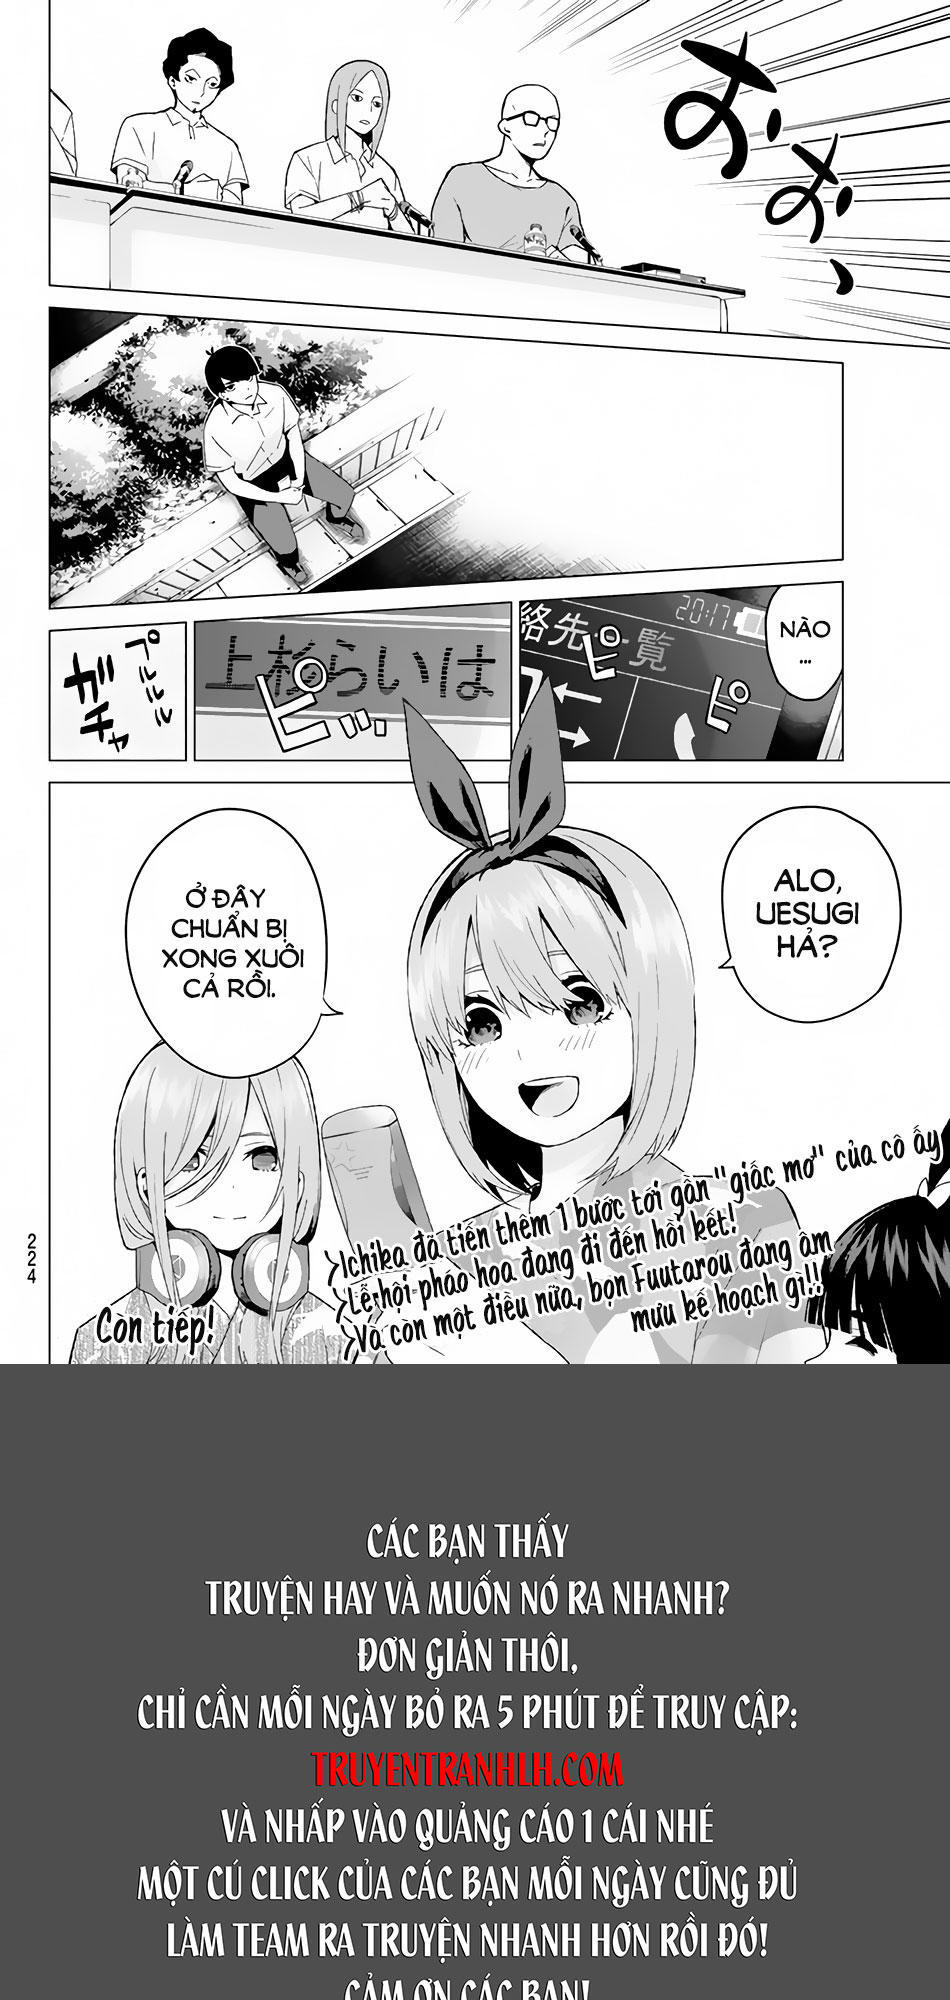 おお
20:17
絡先一覧
NÀO
...
ピ
ピ
上杉らいは
ピピッ
プルルル
ガチャ
ALO,
UESUGI
HẢ?
Ở ĐÂY
CHUẨN BỊ
XONG XUÔI
CẢ RỒI.
Ichika đã tiến thêm 1 bước tới gần "giấc mơ" của cô ấy
Lễ hội pháo hoa đang đi đến hồi kết!
Và còn một điều nữa, bọn Fuutarou đang âm
mưu kế hoạch gì!!
Còn tiếp!
224
CÁC BẠN THẤY
TRUYỆN HAY VÀ MUỐN NÓ RA NHANH?
ĐƠN GIẢN THÔI,
CHỈ CẦN MỖI NGÀY BỎ RA 5 PHÚT ĐỂ TRUY CẬP:
TRUYENTRANHLH.COM
VÀ NHẤP VÀO QUẢNG CÁO 1 CÁI NHÉ
MỘT CÚ CLICK CỦA CÁC BẠN MỖI NGÀY CŨNG ĐỦ
LÀM TEAM RA TRUYỆN NHANH HƠN RỒI ĐÓ!
CẢM ƠN CÁC BẠN!